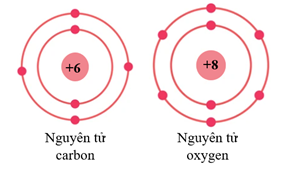 +6
+8
Nguyên tử
carbon
Nguyên tử
oxygen